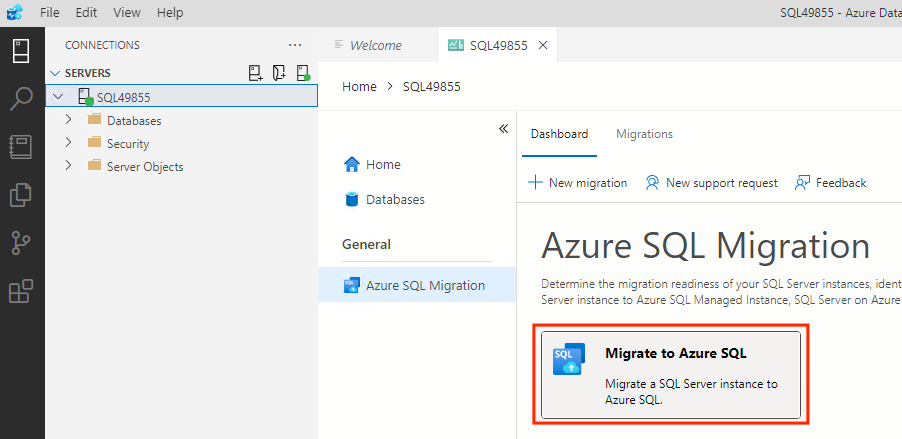 File Edit View Help SQL49855 - Azure Data
CONNECTIONS ...
Welcome
SQL49855
SERVERS
SQL49855
Databases
Security
Server Objects
Home > SQL49855
Home
Databases
General
Azure SQL Migration
Dashboard Migrations
New migration New support request Feedback
Azure SQL Migration
Determine the migration readiness of your SQL Server instances, ident
Server instance to Azure SQL Managed Instance, SQL Server on Azure
SQL
Migrate to Azure SQL
Migrate a SQL Server instance to
Azure SQL.